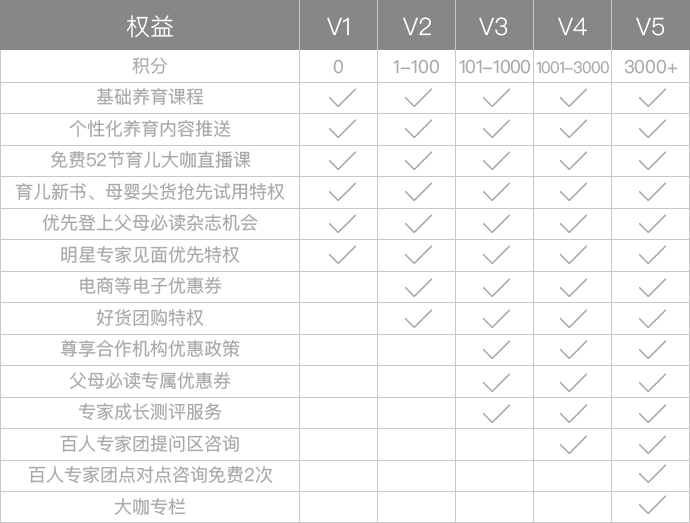 权益 V1 V2 V3 V4 V5
积分 0 1–100 101–1000 1001–3000 3000+
基础养育课程
个性化养育内容推送
免费52节育儿大咖直播课
育儿新书、母婴尖货抢先试用特权
优先登上父母必读杂志机会
明星专家见面优先特权
电商等电子优惠券
好货团购特权
尊享合作机构优惠政策
父母必读专属优惠券
专家成长测评服务
百人专家团提问区咨询
百人专家团点对点咨询免费2次
大咖专栏